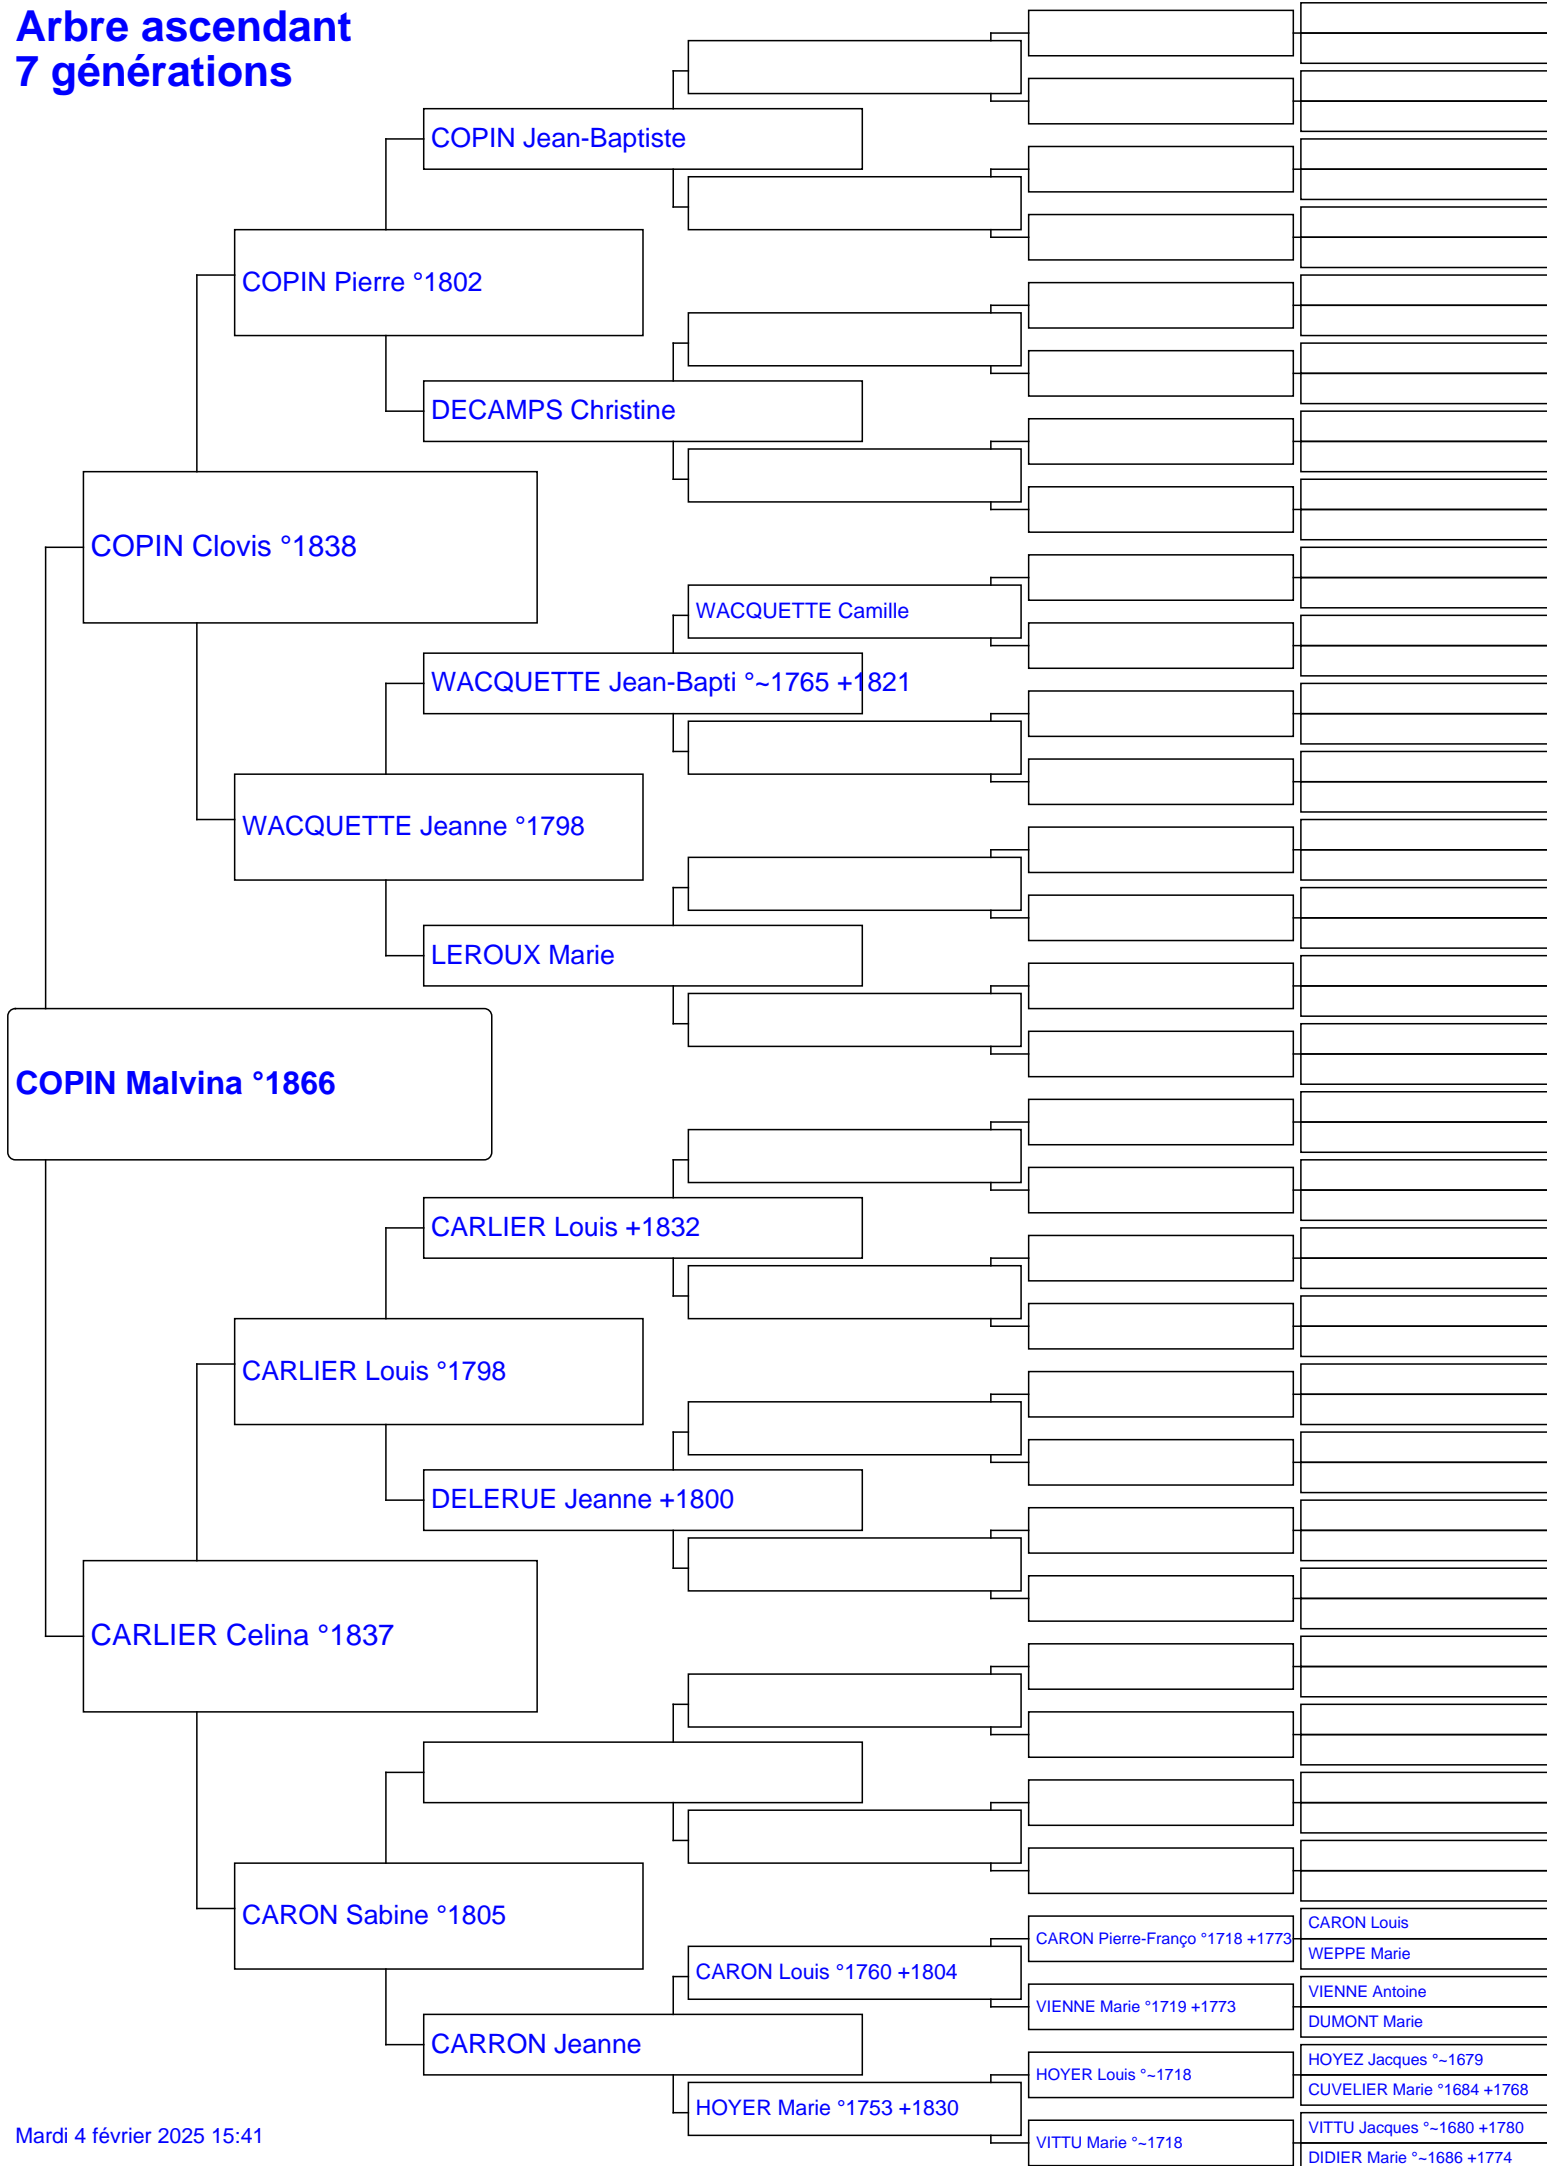 Arbre ascendant
7 générations
COPIN Jean-Baptiste
COPIN Pierre °1802
DECAMPS Christine
COPIN Clovis °1838
WACQUETTE Camille
WACQUETTE Jean-Bapti °~1765 +1821
WACQUETTE Jeanne °1798
LEROUX Marie
COPIN Malvina °1866
CARLIER Louis +1832
CARLIER Louis °1798
DELERUE Jeanne +1800
CARLIER Celina °1837
CARON Sabine °1805
CARON Louis
CARON Pierre-Franço °1718 +1773
WEPPE Marie
CARON Louis °1760 +1804
VIENNE Antoine
VIENNE Marie °1719 +1773
DUMONT Marie
CARRON Jeanne
HOYEZ Jacques °~1679
HOYER Louis °~1718
CUVELIER Marie °1684 +1768
HOYER Marie °1753 +1830
VITTU Jacques °~1680 +1780
VITTU Marie °~1718
DIDIER Marie °~1686 +1774
Mardi 4 février 2025 15:41